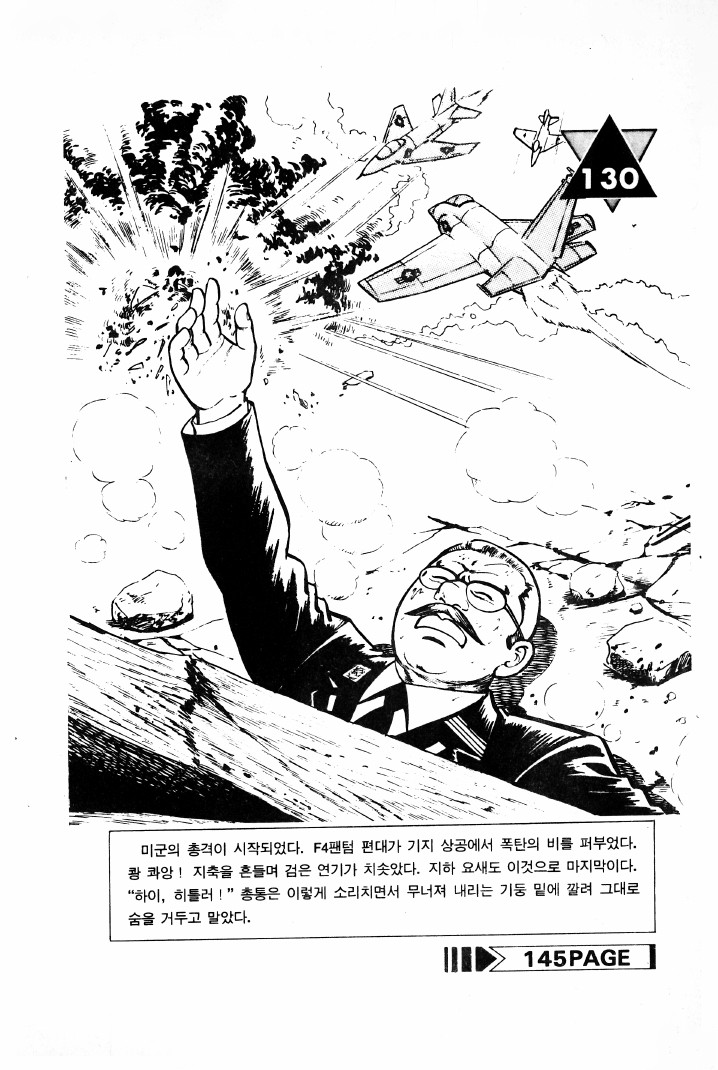 130
미군의 총격이 시작되었다. F4팬텀 편대가 기지 상공에서 폭탄의 비를 퍼부었다.
쾅 콰앙! 지축을 흔들며 검은 연기가 치솟았다. 지하 요새도 이것으로 마지막이다.
“하이, 히틀러!” 총통은 이렇게 소리치면서 무너져 내리는 기둥 밑에 깔려 그대로
숨을 거두고 말았다.
145PAGE